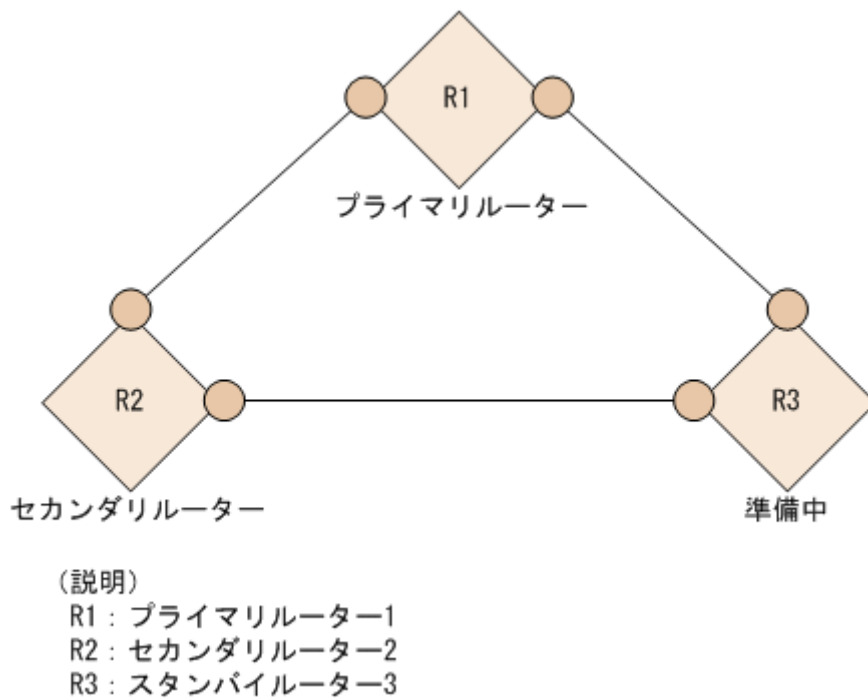 R1
プライマリルーター
R2
R3
セカンダリルーター
準備中
（説明）
R1：プライマリルーター1
R2：セカンダリルーター2
R3：スタンバイルーター3